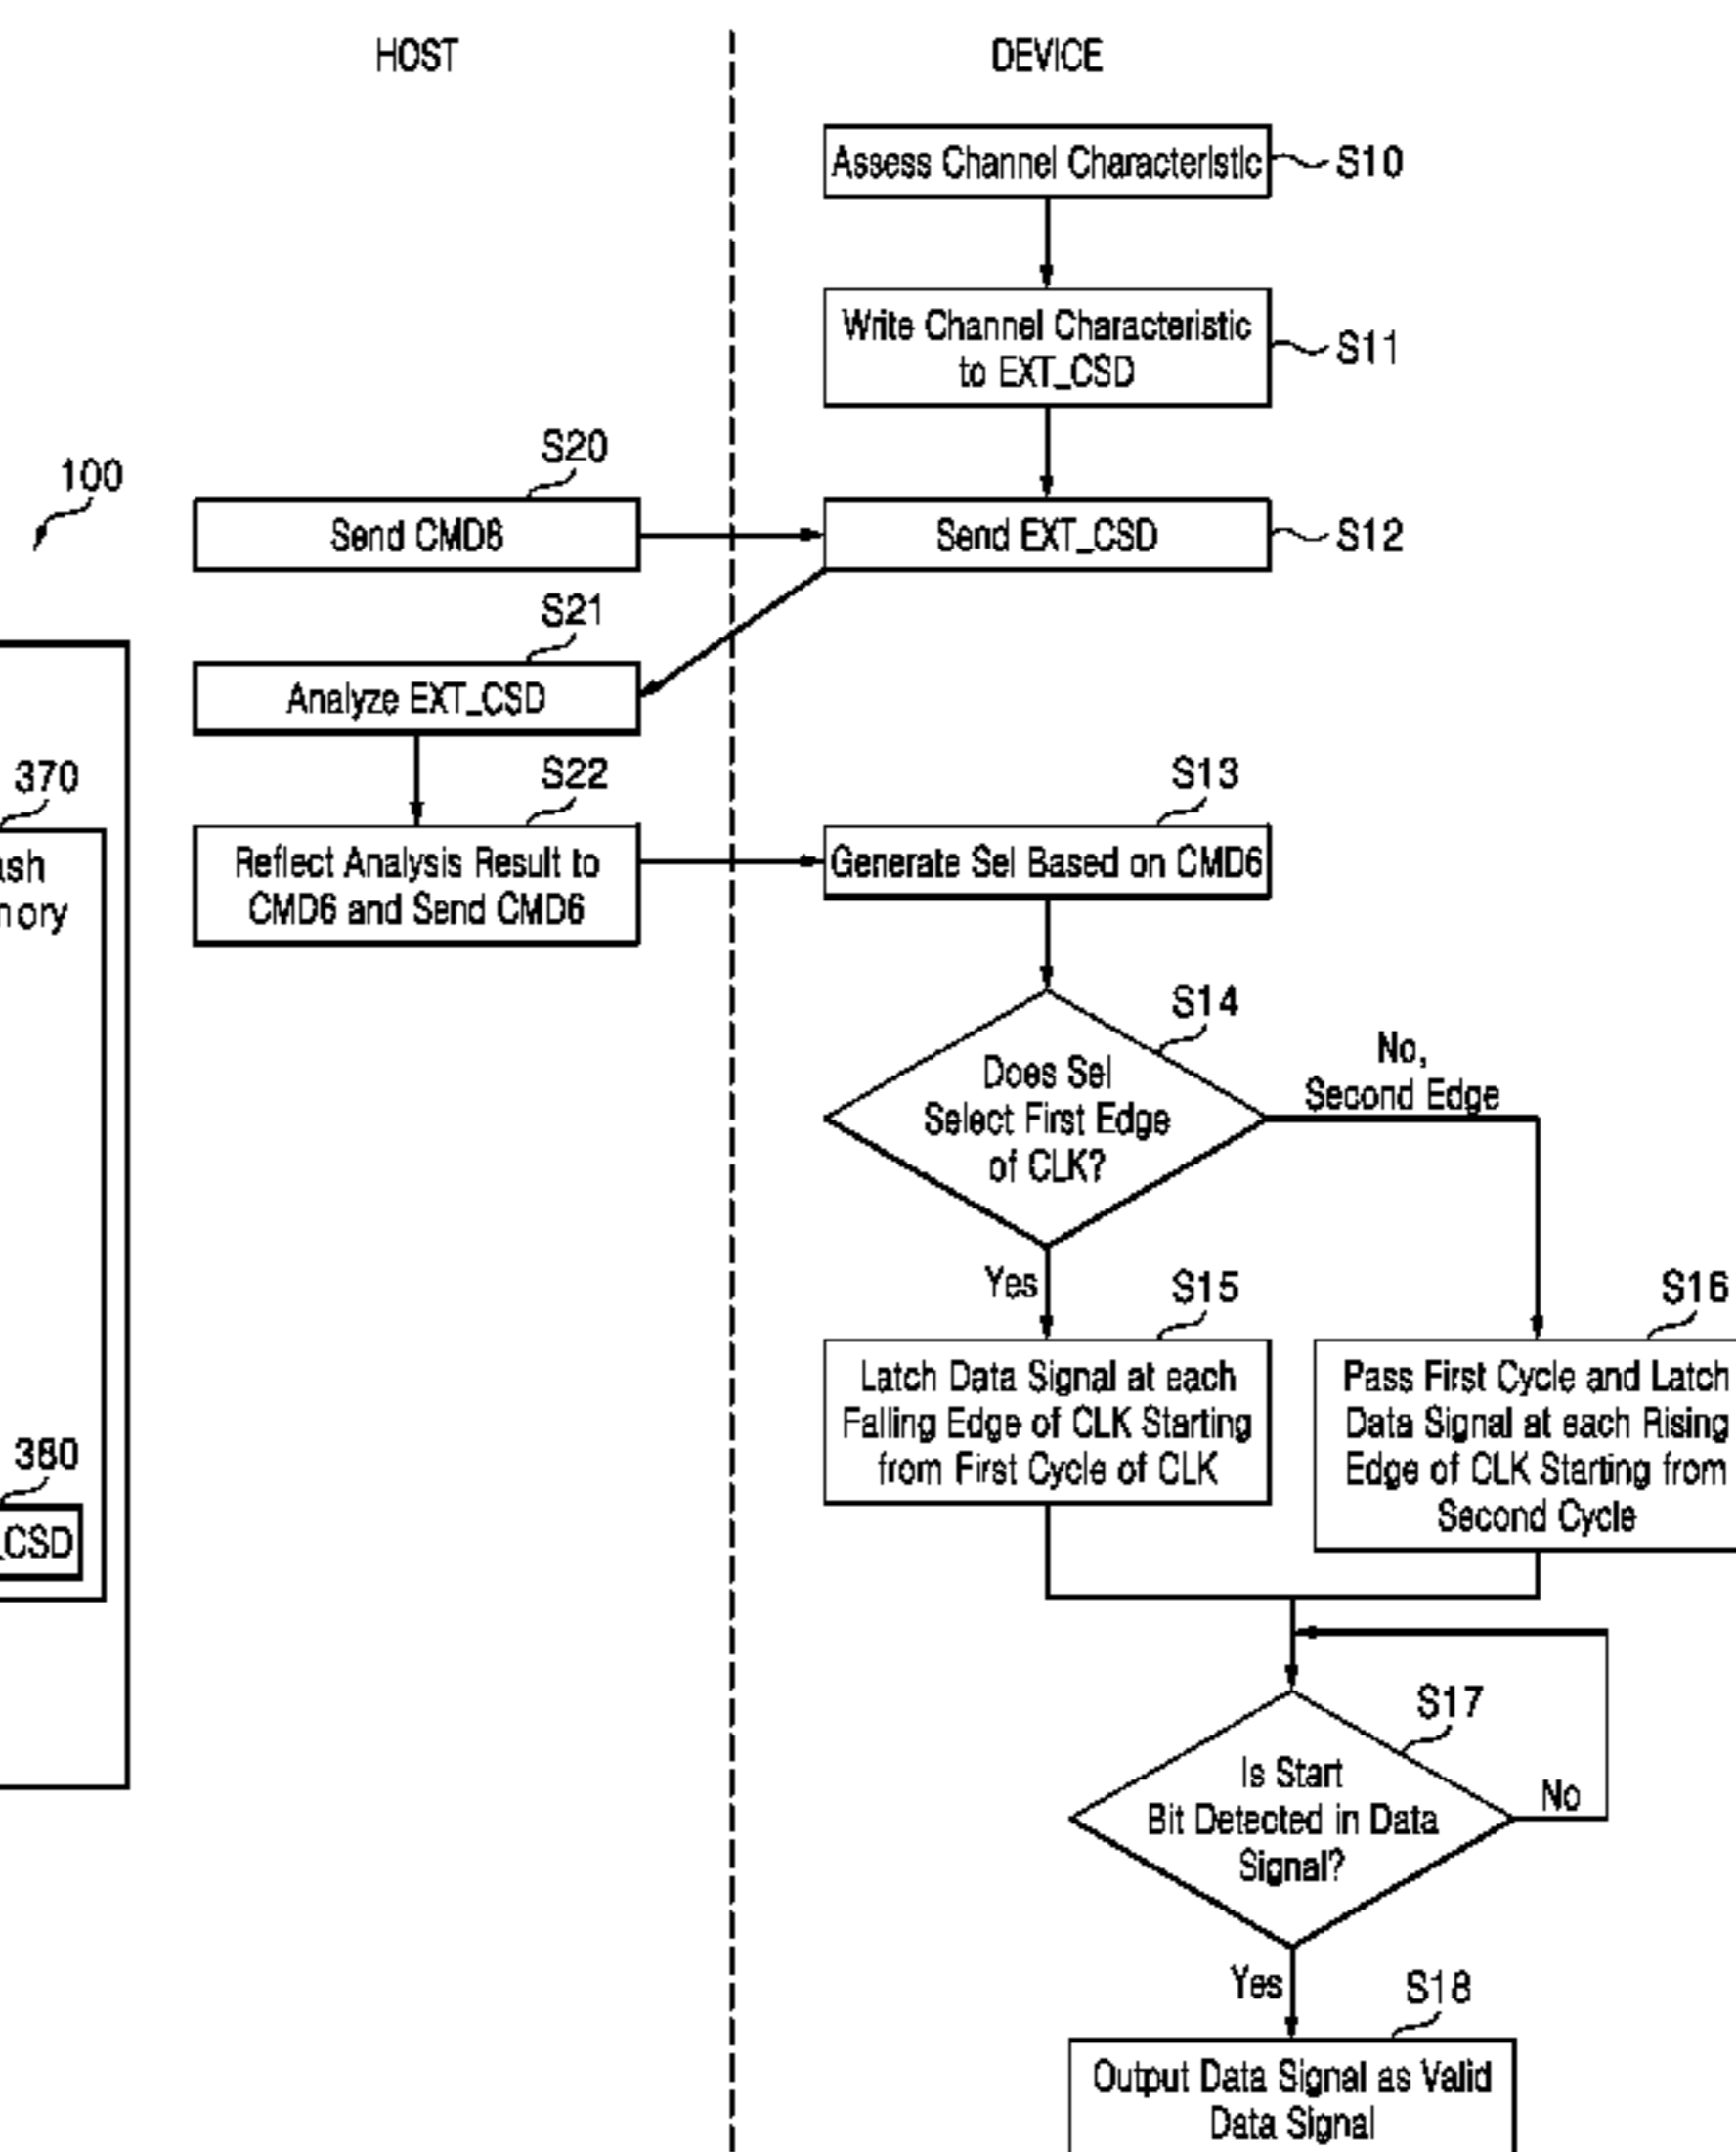 HOST
DEVICE
Assess Channel Characteristic
S10
Write Channel Characteristic
to EXT_CSD
S11
100
S20
Send CMD8
Send EXT_CSD
S12
S21
Analyze EXT_CSD
370
ash
ory
S22
Reflect Analysis Result to
CMD6 and Send CMD6
S13
Generate Sel Based on CMD6
S14
Does Sel
Select First Edge
of CLK?
No,
Second Edge
Yes
S15
Latch Data Signal at each
Falling Edge of CLK Starting
from First Cycle of CLK
S16
Pass First Cycle and Latch
Data Signal at each Rising
Edge of CLK Starting from
Second Cycle
380
_CSD
S17
Is Start
Bit Detected in Data
Signal?
No
Yes
S18
Output Data Signal as Valid
Data Signal